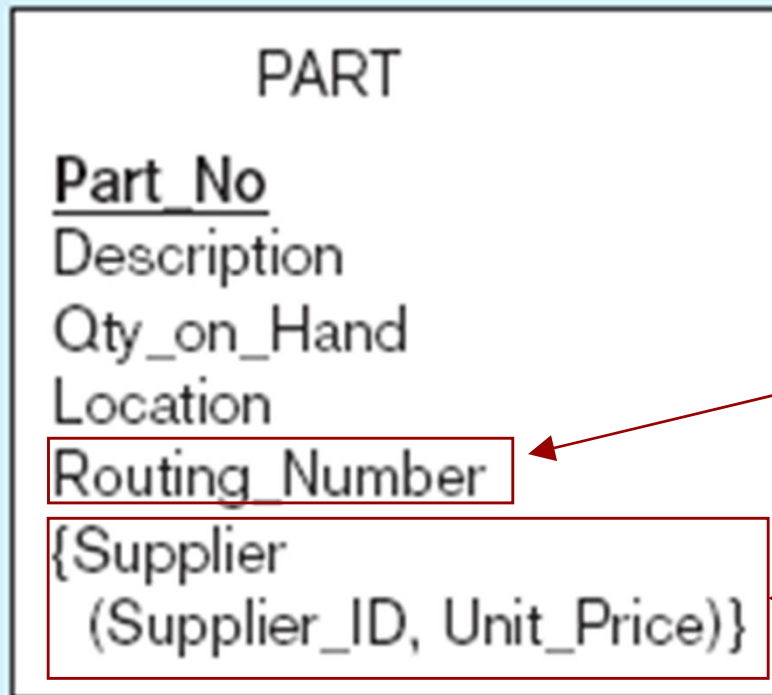 PART
Part_No
Description
Qty_on_Hand
Location
Routing_Number
{Supplier
(Supplier_ID, Unit_Price)}